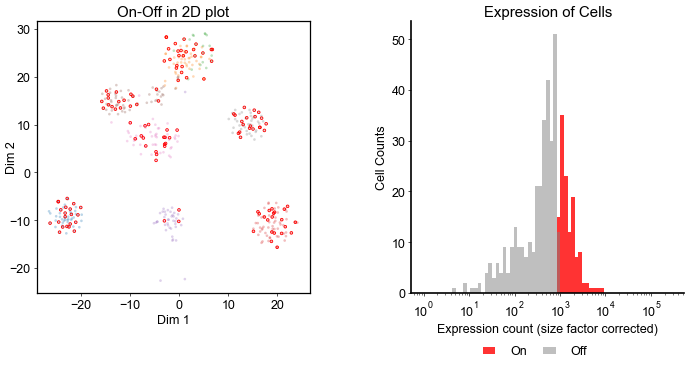 On-Off in 2D plot
30
20
10
0
−10
−20
Dim 2
−20 −10 0 10 20
Dim 1
Expression of Cells
50
40
30
20
10
0
Cell Counts
10^0 10^1 10^2 10^3 10^4 10^5
Expression count (size factor corrected)
On Off